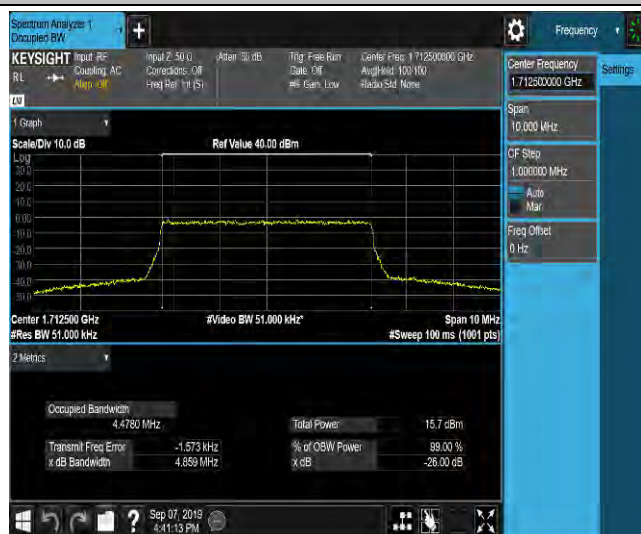 Spectrum Analyzer 1
Occupied BW
Frequency
KEYSIGHT Input: RF
RL
Coupling: AC
Align: Off
Input Z: 50 Ω
Corrections: Off
Freq Ref: Int (S)
Atten: 30 dB
Trig: Free Run
Gate: Off
#IF Gain: Low
Center Freq: 1.712500000 GHz
Avg|Hold: 100/100
Radio Std: None
LW
Center Frequency
1.712500000 GHz
Settings
Span
10.000 MHz
CF Step
1.000000 MHz
Auto
Man
Freq Offset
0 Hz
1 Graph
Scale/Div 10.0 dB
Ref Value 40.00 dBm
Log
30.0
20.0
10.0
0.00
-10.0
-20.0
-30.0
-40.0
-50.0
Center 1.712500 GHz
#Video BW 51.000 kHz*
Span 10 MHz
#Res BW 51.000 kHz
#Sweep 100 ms (1001 pts)
2 Metrics
Occupied Bandwidth
4.4780 MHz
Total Power
15.7 dBm
Transmit Freq Error
-1.573 kHz
% of OBW Power
99.00 %
x dB Bandwidth
4.859 MHz
x dB
-26.00 dB
Sep 07, 2019
4:41:13 PM